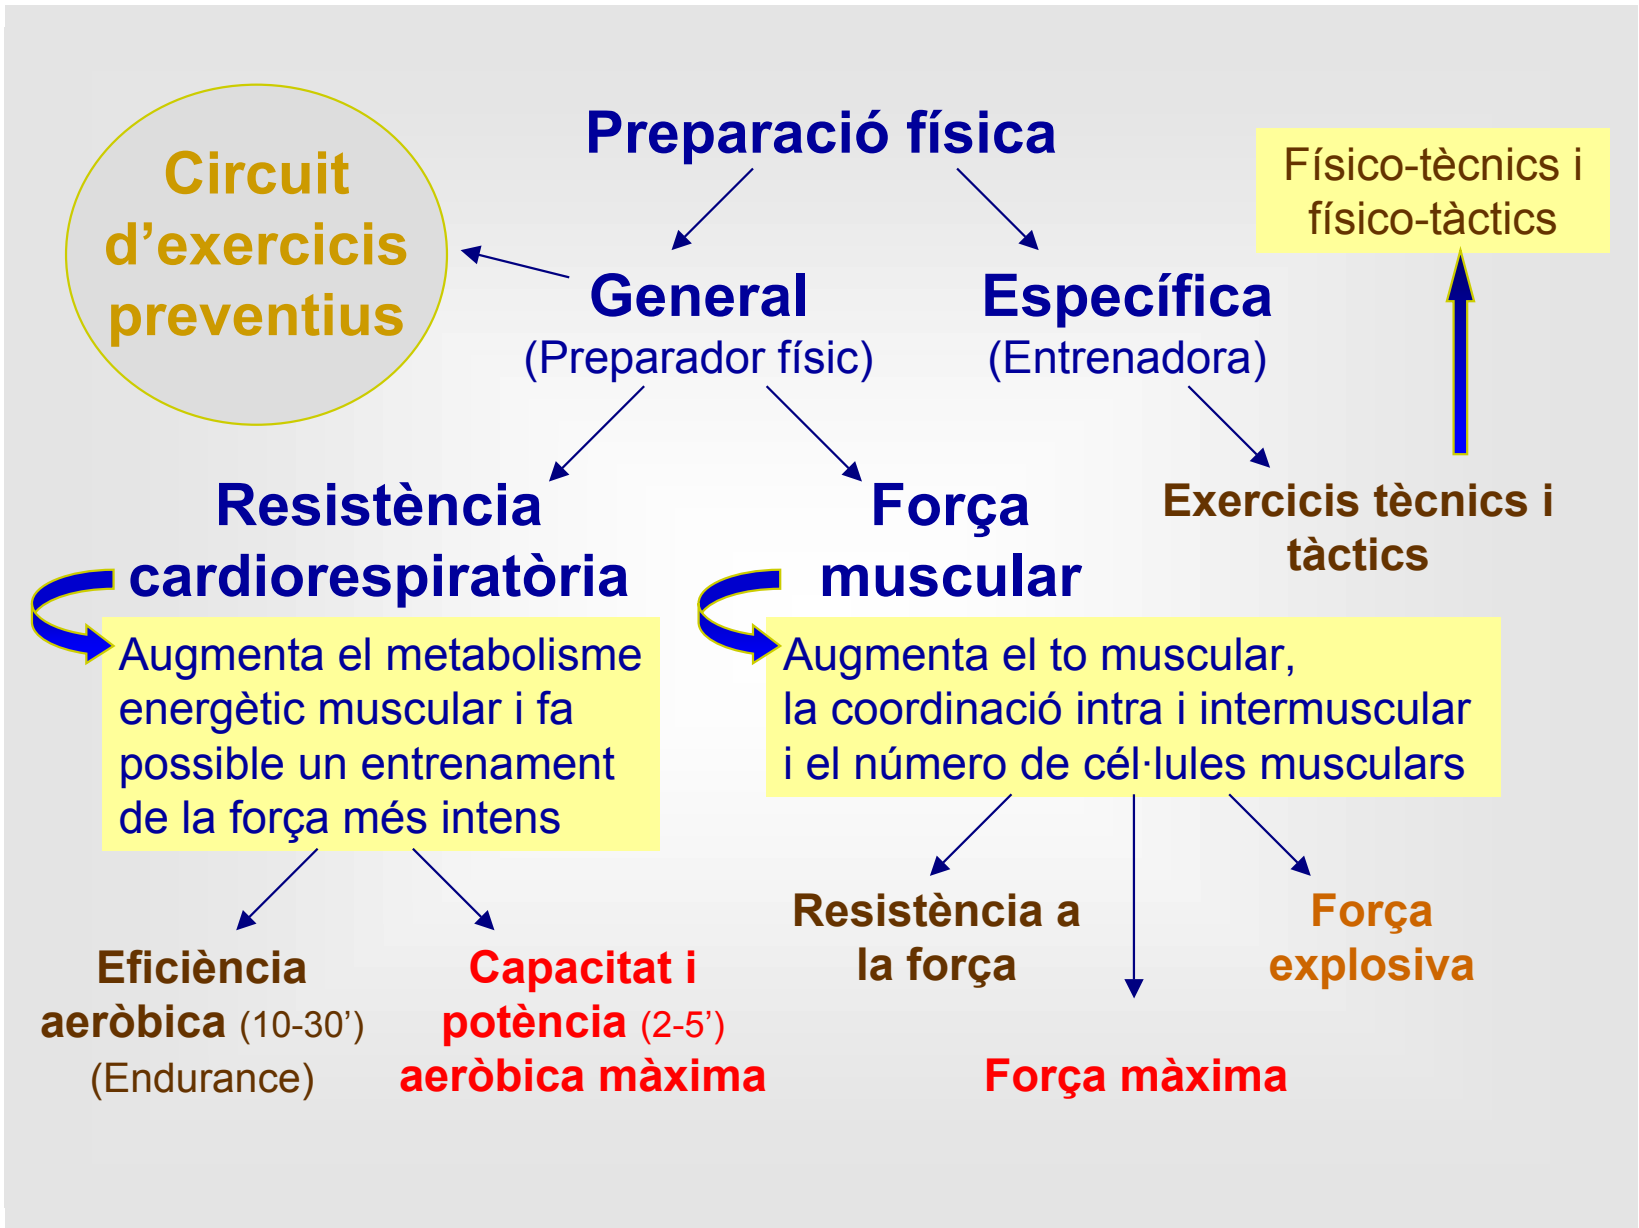 Preparació física
Circuit
d’exercicis
preventius
Físico-tècnics i
físico-tàctics
General
(Preparador físic)
Específica
(Entrenadora)
Resistència
cardiorespiratòria
Força
muscular
Exercicis tècnics i
tàctics
Augmenta el metabolisme
energètic muscular i fa
possible un entrenament
de la força més intens
Augmenta el to muscular,
la coordinació intra i intermuscular
i el número de cél·lules musculars
Eficiència
aeròbica (10-30’)
(Endurance)
Capacitat i
potència (2-5’)
aeròbica màxima
Resistència a
la força
Força màxima
Força
explosiva